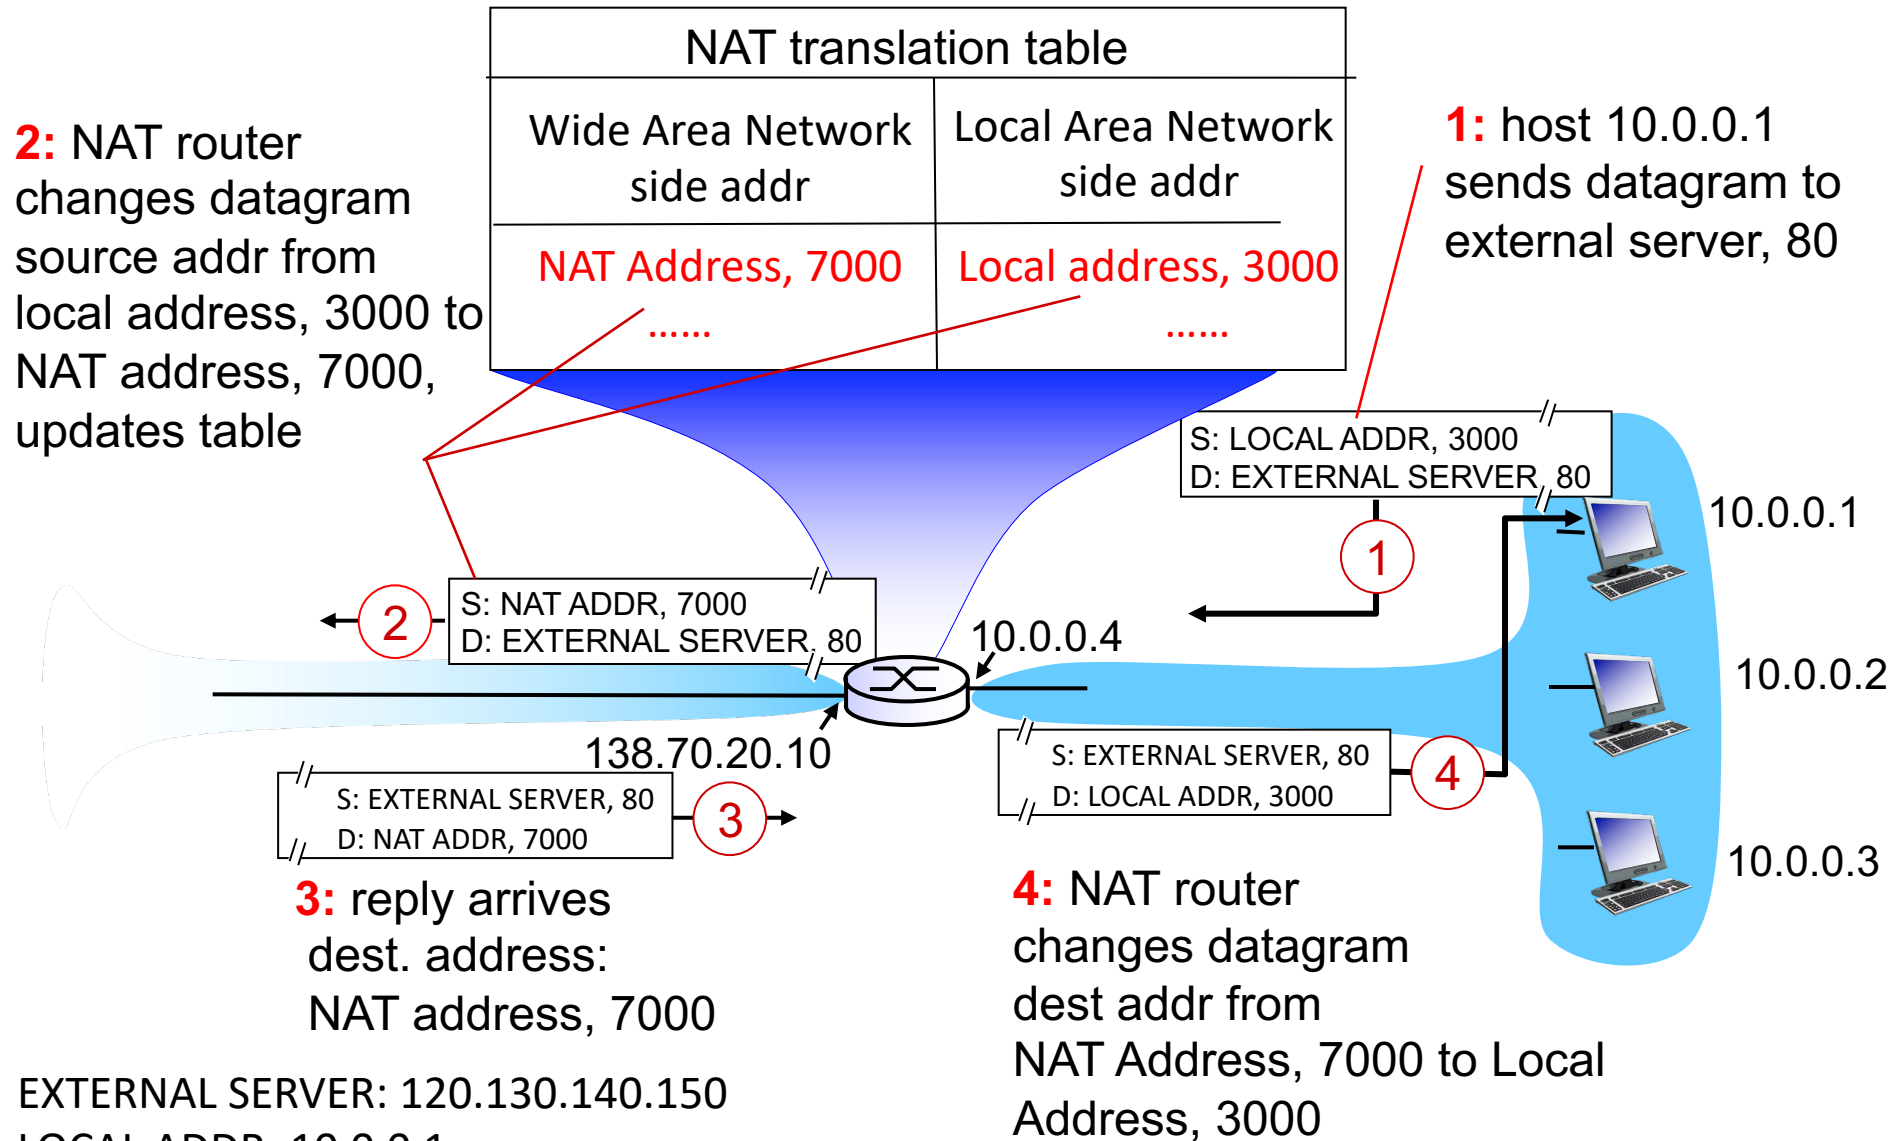 NAT translation table
Wide Area Network
side addr
Local Area Network
side addr
NAT Address, 7000
Local address, 3000
......
......
2: NAT router
changes datagram
source addr from
local address, 3000 to
NAT address, 7000,
updates table
1: host 10.0.0.1
sends datagram to
external server, 80
S: LOCAL ADDR, 3000
D: EXTERNAL SERVER, 80
1
10.0.0.1
2
S: NAT ADDR, 7000
D: EXTERNAL SERVER, 80
10.0.0.4
10.0.0.2
138.70.20.10
S: EXTERNAL SERVER, 80
D: NAT ADDR, 7000
3
S: EXTERNAL SERVER, 80
D: LOCAL ADDR, 3000
4
10.0.0.3
3: reply arrives
dest. address:
NAT address, 7000
4: NAT router
changes datagram
dest addr from
NAT Address, 7000 to Local
Address, 3000
EXTERNAL SERVER: 120.130.140.150
LOCAL ADDR: 10.0.0.1